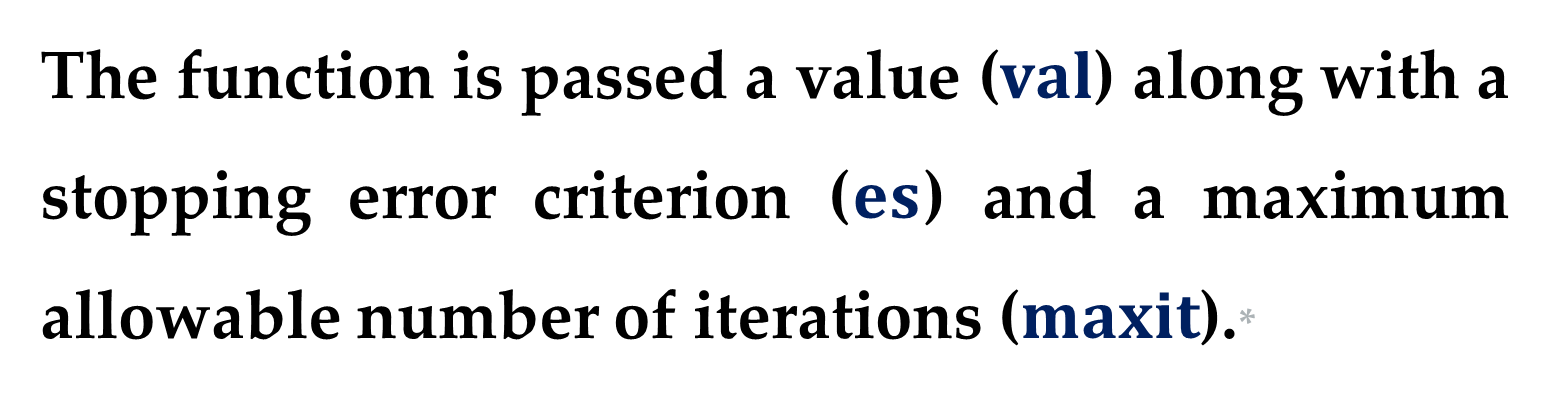 The function is passed a value (val) along with a
stopping error criterion (es) and a maximum
allowable number of iterations (maxit).*